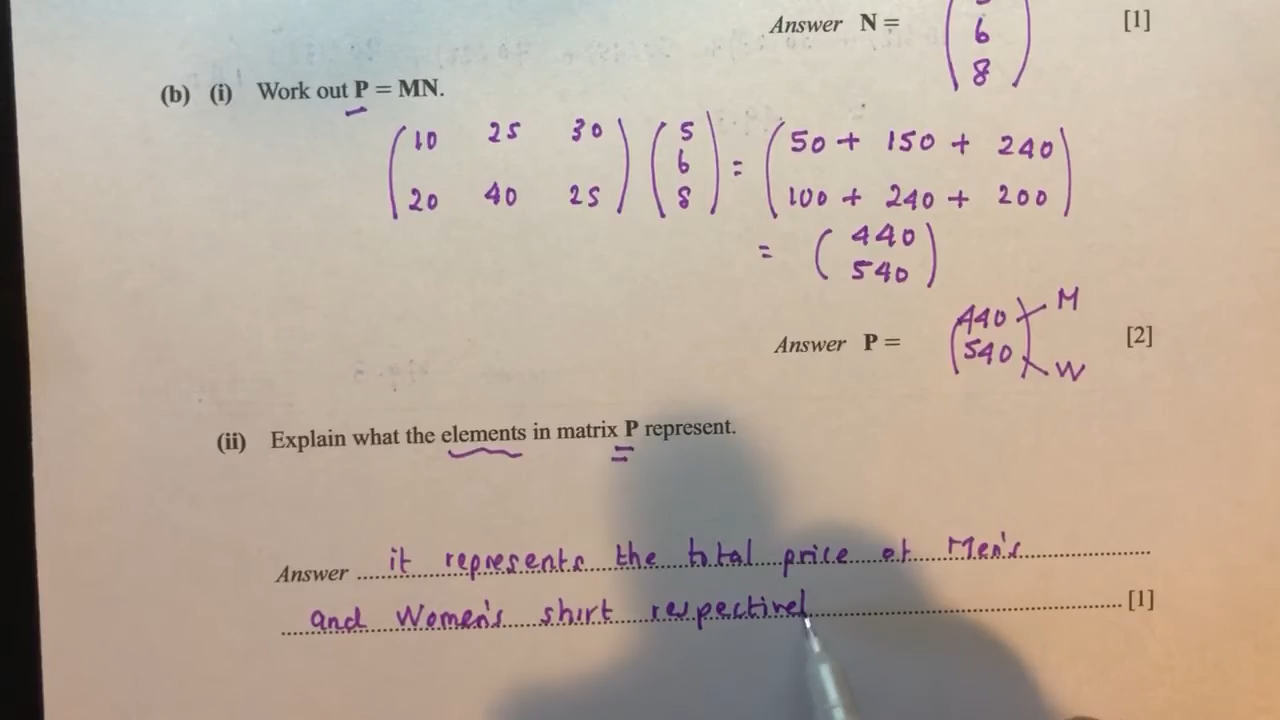 Answer N = ( 6
8 ) [1]
(b) (i) Work out P = MN.
( 10 25 30 ) ( 5 ) = ( 50 + 150 + 240 )
6
20 40 25 8 100 + 240 + 200
= ( 440
540 )
Answer P = ( 440 M
540 ) W [2]
(ii) Explain what the elements in matrix P represent.
Answer it represents the total price of Men's
and Women's shirt respectivel [1]